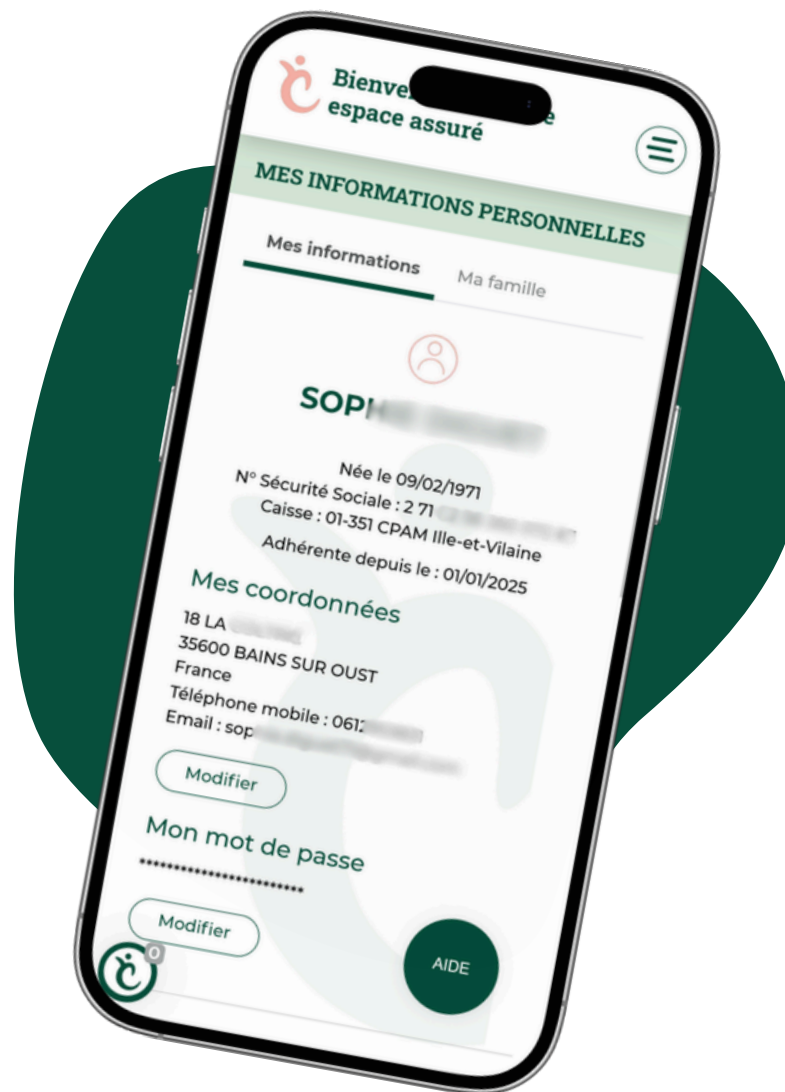 Bienve
espace assuré
MES INFORMATIONS PERSONNELLES
Mes informations
Ma famille
SOP
Née le 09/02/1971
N° Sécurité Sociale : 2 71
Caisse : 01-351 CPAM Ille-et-Vilaine
Adhérente depuis le : 01/01/2025
Mes coordonnées
18 LA
35600 BAINS SUR OUST
France
Téléphone mobile : 061
Email : sop
Modifier
Mon mot de passe
************************
Modifier
0
AIDE